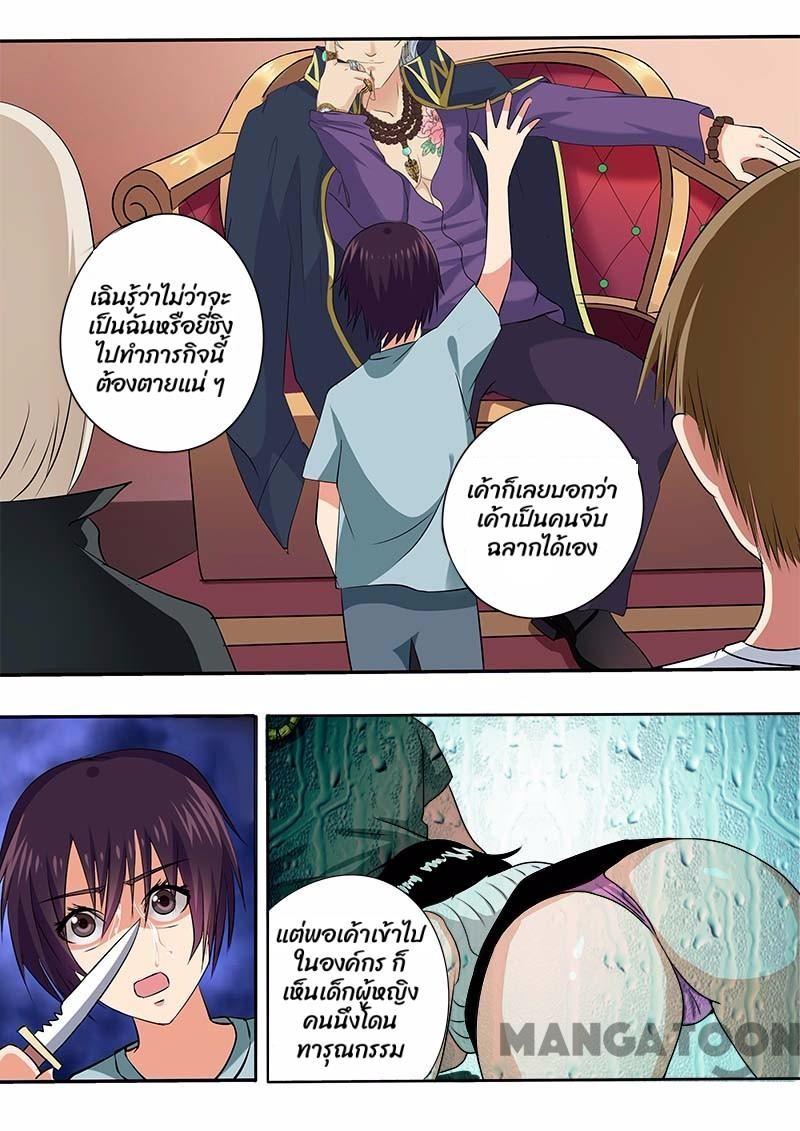 เฉินรู้ว่าไม่ว่าจะ
เป็นฉันหรือยี่ชิง
ไปทำภารกิจนี้
ต้องตายแน่ ๆ
เค้าก็เลยบอกว่า
เค้าเป็นคนจับ
ฉลากได้เอง
แต่พอเค้าเข้าไป
ในองค์กร ก็
เห็นเด็กผู้หญิง
คนนึงโดน
ทารุณกรรม
MANGATOON